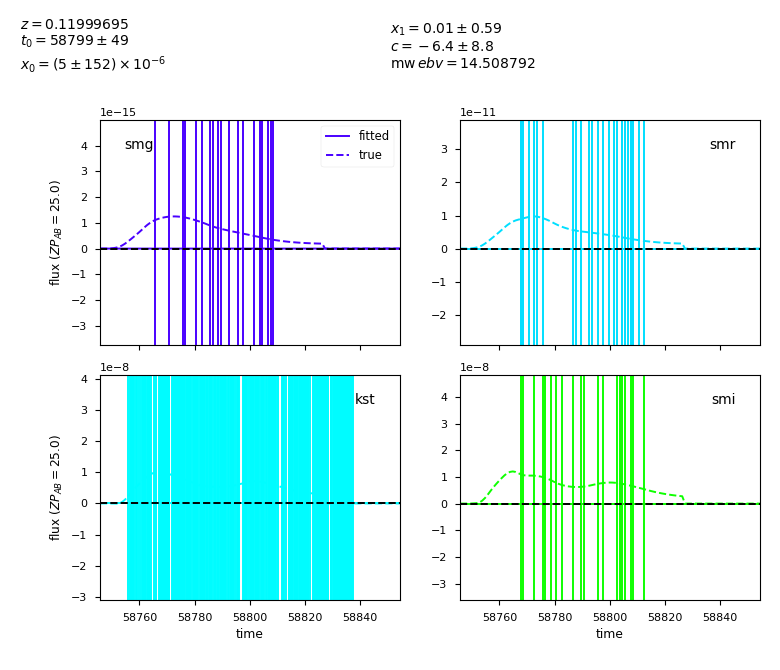 z = 0.11999695
t₀ = 58799 ± 49
x₀ = (5 ± 152) × 10⁻⁶
x₁ = 0.01 ± 0.59
c = −6.4 ± 8.8
mw ebv = 14.508792
1e−15
smg
fitted
true
4
3
2
1
0
−1
−2
−3
flux (ZP_AB = 25.0)
1e−11
smr
3
2
1
0
−1
−2
1e−8
kst
4
3
2
1
0
−1
−2
−3
flux (ZP_AB = 25.0)
58760 58780 58800 58820 58840
time
1e−8
smi
4
3
2
1
0
−1
−2
−3
58760 58780 58800 58820 58840
time